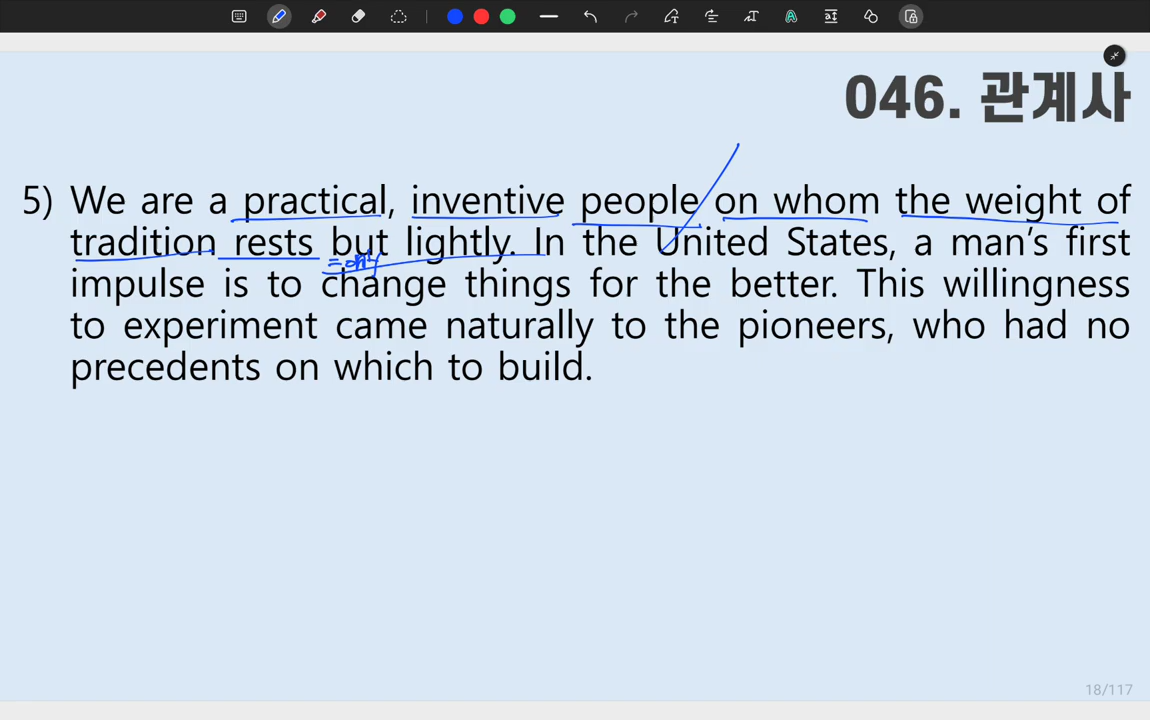 046. 관계사
5) We are a practical, inventive people on whom the weight of
tradition rests but lightly. In the United States, a man's first
= only
impulse is to change things for the better. This willingness
to experiment came naturally to the pioneers, who had no
precedents on which to build.
18/117